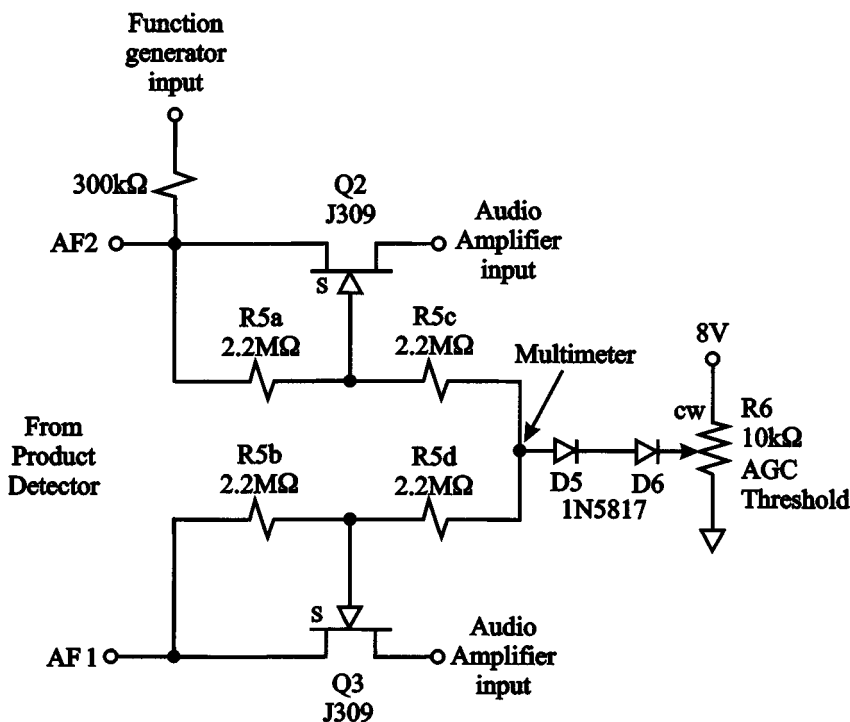 Function
generator
input
300kΩ
Q2
J309
Audio
Amplifier
input
AF2
S
R5a
2.2MΩ
R5c
2.2MΩ
Multimeter
8V
cw
R6
10kΩ
AGC
Threshold
From
Product
Detector
R5b
2.2MΩ
R5d
2.2MΩ
D5
D6
1N5817
S
AF 1
Q3
J309
Audio
Amplifier
input